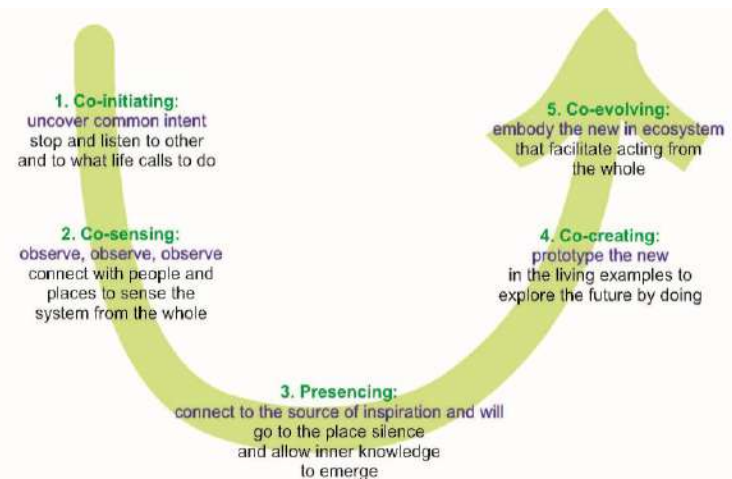 1. Co-initiating:
uncover common intent
stop and listen to other
and to what life calls to do
2. Co-sensing:
observe, observe, observe
connect with people and
places to sense the
system from the whole
3. Presencing:
connect to the source of inspiration and will
go to the place silence
and allow inner knowledge
to emerge
4. Co-creating:
prototype the new
in the living examples to
explore the future by doing
5. Co-evolving:
embody the new in ecosystem
that facilitate acting from
the whole